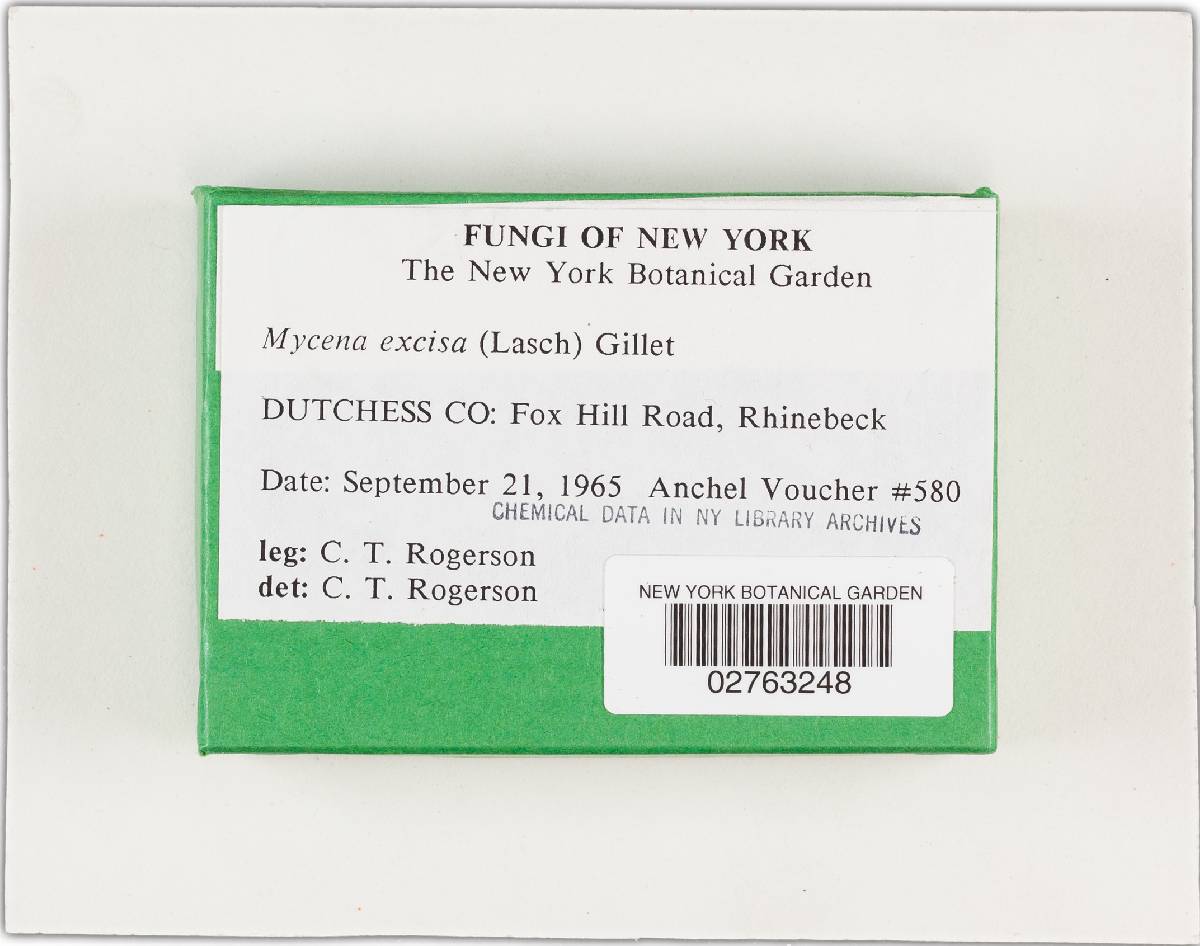 FUNGI OF NEW YORK
The New York Botanical Garden
Mycena excisa (Lasch) Gillet
DUTCHESS CO: Fox Hill Road, Rhinebeck
Date: September 21, 1965 Anchel Voucher #580
CHEMICAL DATA IN NY LIBRARY ARCHIVES
leg: C. T. Rogerson
det: C. T. Rogerson
NEW YORK BOTANICAL GARDEN
02763248